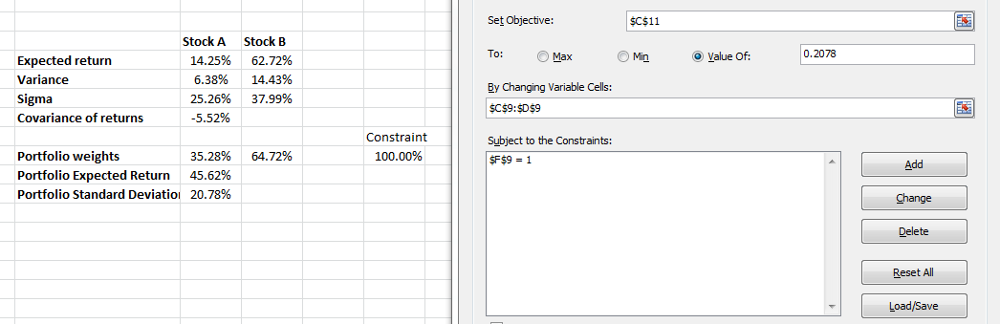 Stock A Stock B
Expected return 14.25% 62.72%
Variance 6.38% 14.43%
Sigma 25.26% 37.99%
Covariance of returns -5.52%
Constraint
Portfolio weights 35.28% 64.72% 100.00%
Portfolio Expected Return 45.62%
Portfolio Standard Deviatio 20.78%
Set Objective: $C$11
To: Max Min Value Of: 0.2078
By Changing Variable Cells:
$C$9:$D$9
Subject to the Constraints:
$F$9 = 1
Add
Change
Delete
Reset All
Load/Save